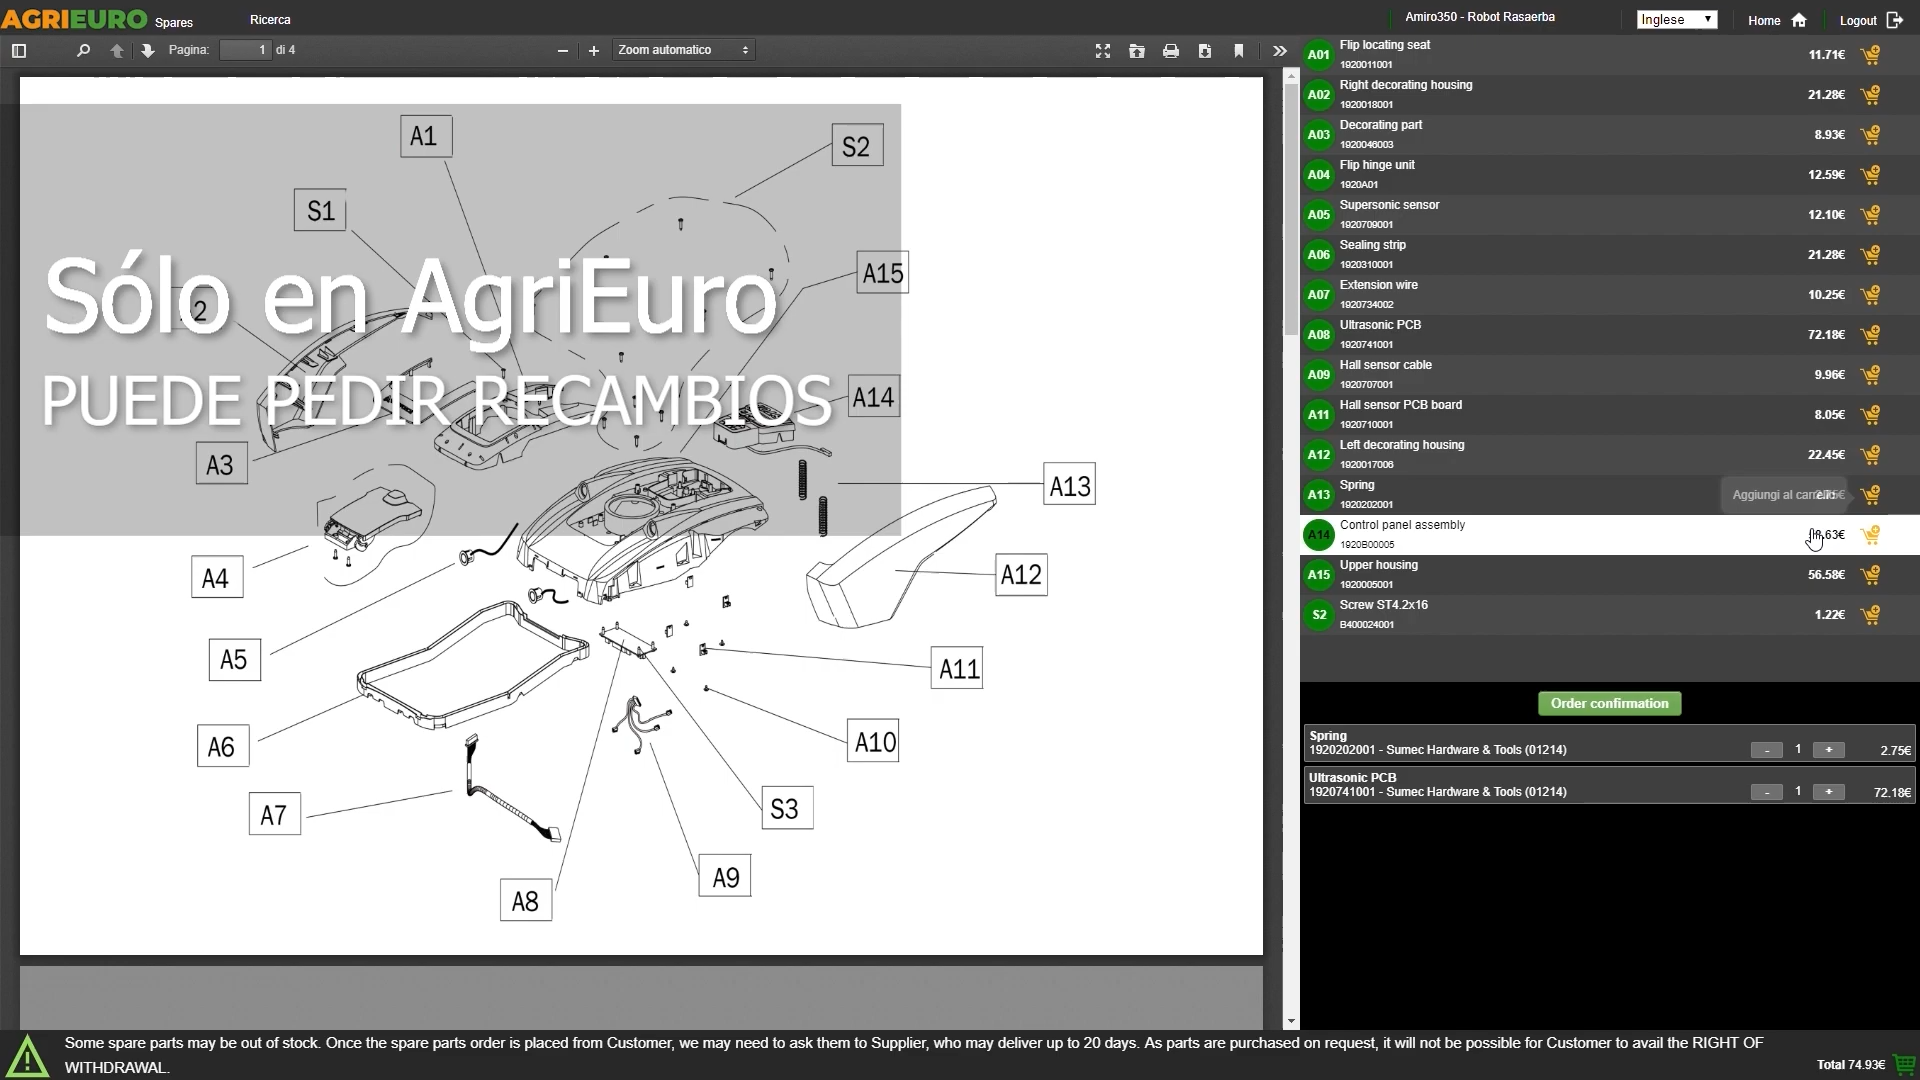 AGRIEURO Spares
Ricerca
Amiro350 - Robot Rasaerba
Inglese
Home
Logout
Pagina:
1
di 4
Zoom automatico
A1
S2
S1
A15
Sólo en AgriEuro
PUEDE PEDIR RECAMBIOS
A14
A3
A13
A4
A12
A5
A11
A6
A10
A7
S3
A9
A8
A01
Flip locating seat
1920011001
11.71€
A02
Right decorating housing
1920018001
21.28€
A03
Decorating part
1920046003
8.93€
A04
Flip hinge unit
1920A01
12.59€
A05
Supersonic sensor
1920709001
12.10€
A06
Sealing strip
1920310001
21.28€
A07
Extension wire
1920734002
10.25€
A08
Ultrasonic PCB
1920741001
72.18€
A09
Hall sensor cable
1920707001
9.96€
A11
Hall sensor PCB board
1920710001
8.05€
A12
Left decorating housing
1920017006
22.45€
A13
Spring
1920202001
Aggiungi al carrello
A14
Control panel assembly
1920B00005
A15
Upper housing
1920005001
56.58€
S2
Screw ST4.2x16
B400024001
1.22€
Order confirmation
Spring
1920202001 - Sumec Hardware & Tools (01214)
- 1 +
2.75€
Ultrasonic PCB
1920741001 - Sumec Hardware & Tools (01214)
- 1 +
72.18€
Some spare parts may be out of stock. Once the spare parts order is placed from Customer, we may need to ask them to Supplier, who may deliver up to 20 days. As parts are purchased on request, it will not be possible for Customer to avail the RIGHT OF
WITHDRAWAL.
Total 74.93€